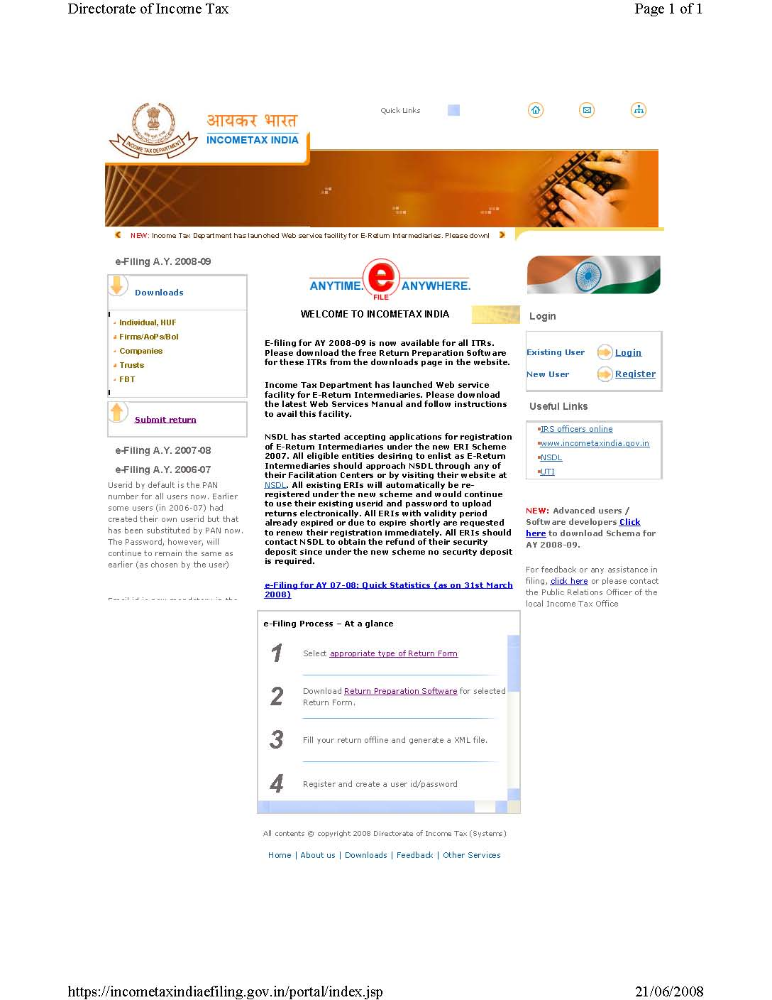 Directorate of Income Tax
Page 1 of 1
आयकर भारत
INCOMETAX INDIA
INCOME TAX DEPARTMENT
Quick Links
NEW: Income Tax Department has launched Web service facility for E-Return Intermediaries. Please downl
e-Filing A.Y. 2008-09
Downloads
Individual, HUF
Firms/AoPs/BoI
Companies
Trusts
FBT
Submit return
e-Filing A.Y. 2007-08
e-Filing A.Y. 2006-07
Userid by default is the PAN
number for all users now. Earlier
some users (in 2006-07) had
created their own userid but that
has been substituted by PAN now.
The Password, however, will
continue to remain the same as
earlier (as chosen by the user)
ANYTIME. e ANYWHERE.
FILE
WELCOME TO INCOMETAX INDIA
E-filing for AY 2008-09 is now available for all ITRs.
Please download the free Return Preparation Software
for these ITRs from the downloads page in the website.
Income Tax Department has launched Web service
facility for E-Return Intermediaries. Please download
the latest Web Services Manual and follow instructions
to avail this facility.
NSDL has started accepting applications for registration
of E-Return Intermediaries under the new ERI Scheme
2007. All eligible entities desiring to enlist as E-Return
Intermediaries should approach NSDL through any of
their Facilitation Centers or by visiting their website at
NSDL. All existing ERIs will automatically be re-
registered under the new scheme and would continue
to use their existing userid and password to upload
returns electronically. All ERIs with validity period
already expired or due to expire shortly are requested
to renew their registration immediately. All ERIs should
contact NSDL to obtain the refund of their security
deposit since under the new scheme no security deposit
is required.
e-Filing for AY 07-08: Quick Statistics (as on 31st March
2008)
e-Filing Process – At a glance
1 Select appropriate type of Return Form
2 Download Return Preparation Software for selected
Return Form.
3 Fill your return offline and generate a XML file.
4 Register and create a user id/password
Login
Existing User Login
New User Register
Useful Links
IRS officers online
www.incometaxindia.gov.in
NSDL
UTI
NEW: Advanced users /
Software developers Click
here to download Schema for
AY 2008-09.
For feedback or any assistance in
filing, click here or please contact
the Public Relations Officer of the
local Income Tax Office
All contents © copyright 2008 Directorate of Income Tax (Systems)
Home | About us | Downloads | Feedback | Other Services
https://incometaxindiaefiling.gov.in/portal/index.jsp
21/06/2008